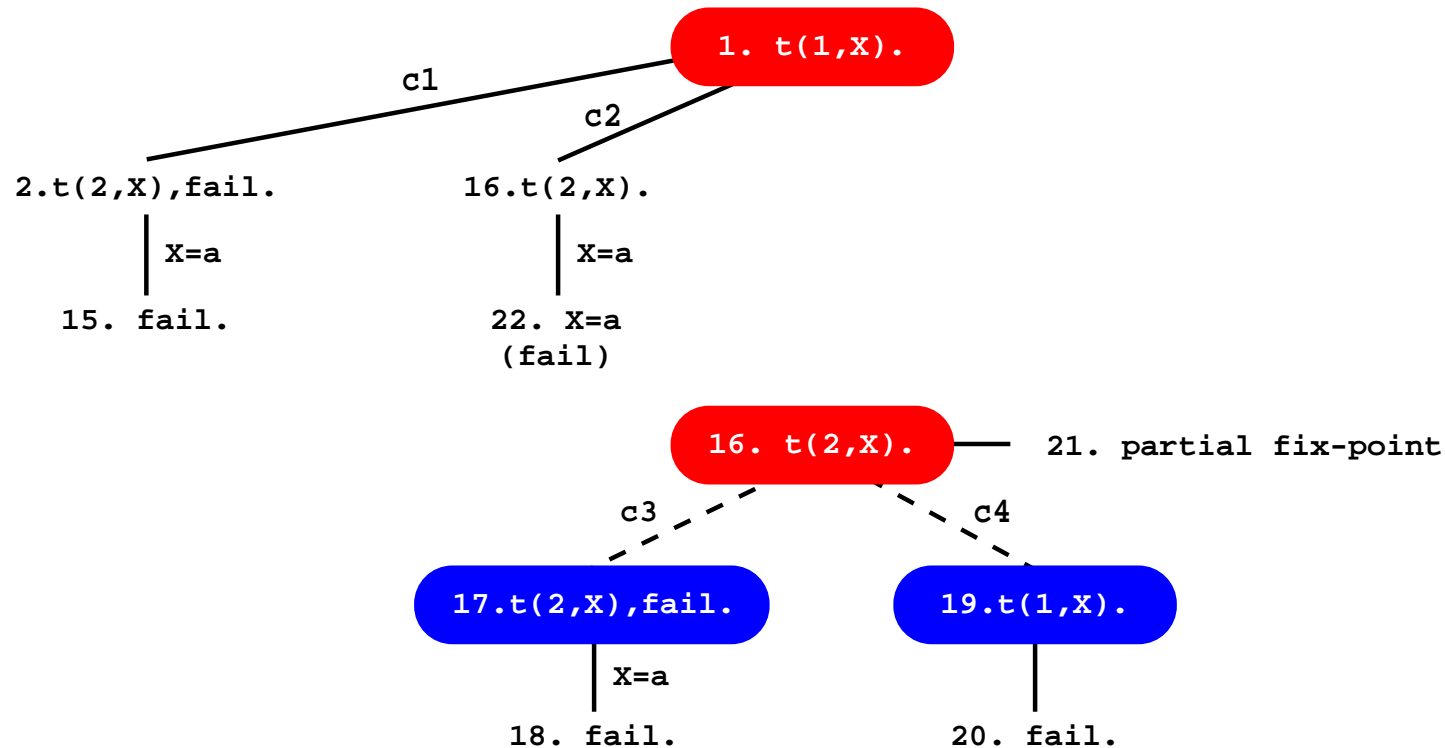 1. t(1,X).
c1
c2
2.t(2,X),fail.
16.t(2,X).
X=a
X=a
15. fail.
22. X=a
(fail)
16. t(2,X).
21. partial fix-point
c3
c4
17.t(2,X),fail.
19.t(1,X).
X=a
18. fail.
20. fail.